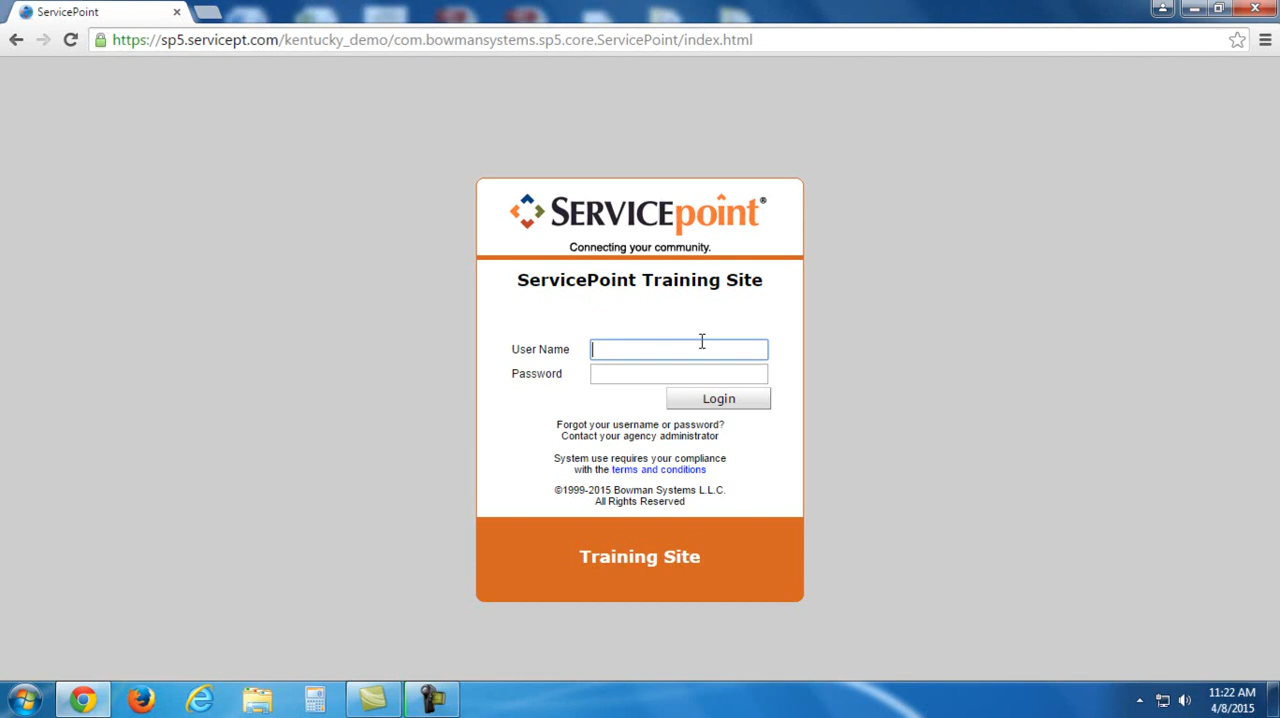 ServicePoint
https://sp5.servicept.com/kentucky_demo/com.bowmansystems.sp5.core.ServicePoint/index.html
SERVICEpoint®
Connecting your community.
ServicePoint Training Site
User Name
Password
Login
Forgot your username or password?
Contact your agency administrator
System use requires your compliance
with the terms and conditions
©1999-2015 Bowman Systems L.L.C.
All Rights Reserved
Training Site
11:22 AM
4/8/2015